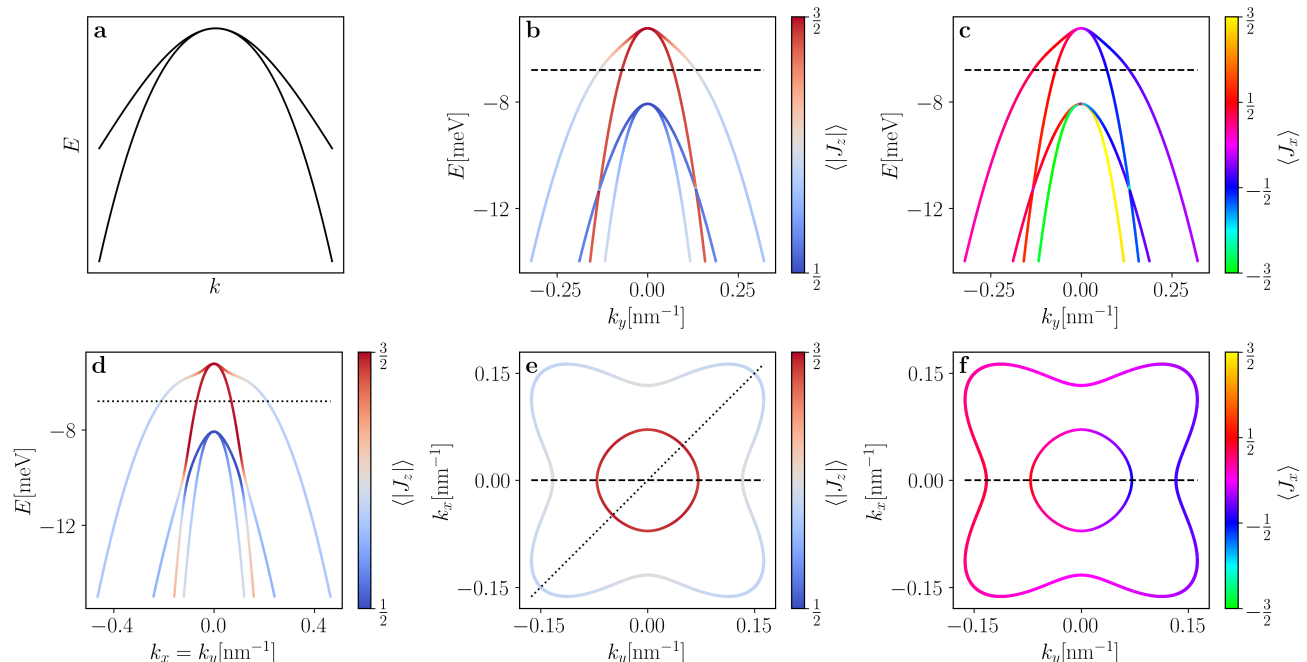 a
E
k
b
E[meV]
−8
−12
−0.25
0.00
0.25
k_y[nm⁻¹]
⟨|J_z|⟩
3/2
1/2
c
E[meV]
−8
−12
−0.25
0.00
0.25
k_y[nm⁻¹]
⟨J_x⟩
3/2
1/2
−1/2
−3/2
d
E[meV]
−8
−12
−0.4
0.0
0.4
k_x = k_y[nm⁻¹]
⟨|J_z|⟩
3/2
1/2
e
k_x[nm⁻¹]
0.15
0.00
−0.15
−0.15
0.00
0.15
k_y[nm⁻¹]
⟨|J_z|⟩
3/2
1/2
f
k_x[nm⁻¹]
0.15
0.00
−0.15
−0.15
0.00
0.15
k_y[nm⁻¹]
⟨J_x⟩
3/2
1/2
−1/2
−3/2